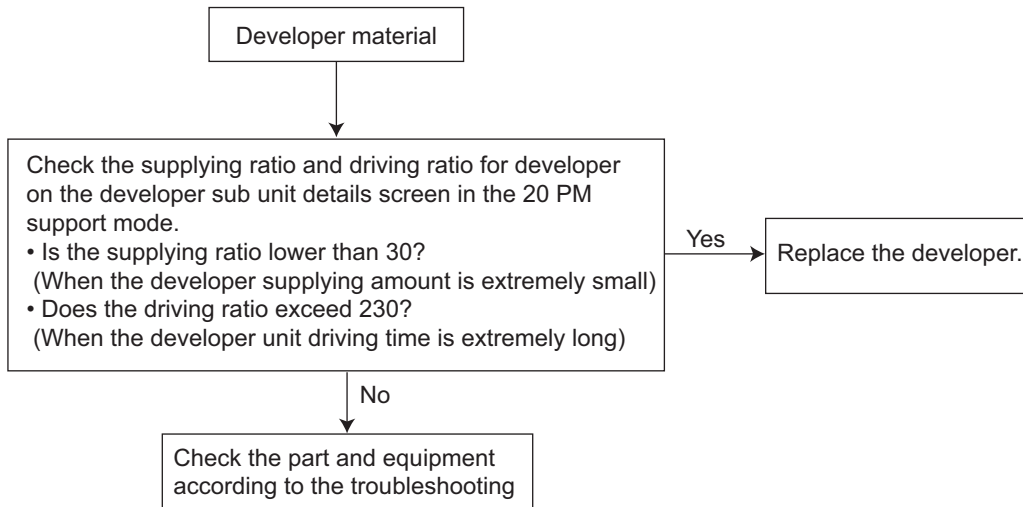 Developer material
Check the supplying ratio and driving ratio for developer
on the developer sub unit details screen in the 20 PM
support mode.
• Is the supplying ratio lower than 30?
(When the developer supplying amount is extremely small)
• Does the driving ratio exceed 230?
(When the developer unit driving time is extremely long)
Yes
Replace the developer.
No
Check the part and equipment
according to the troubleshooting